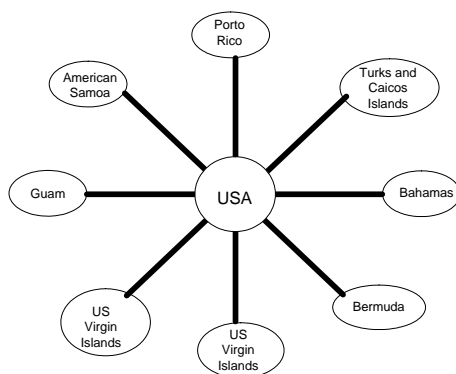 Porto
Rico
American
Samoa
Turks and
Caicos
Islands
Guam
USA
Bahamas
US
Virgin
Islands
US
Virgin
Islands
Bermuda